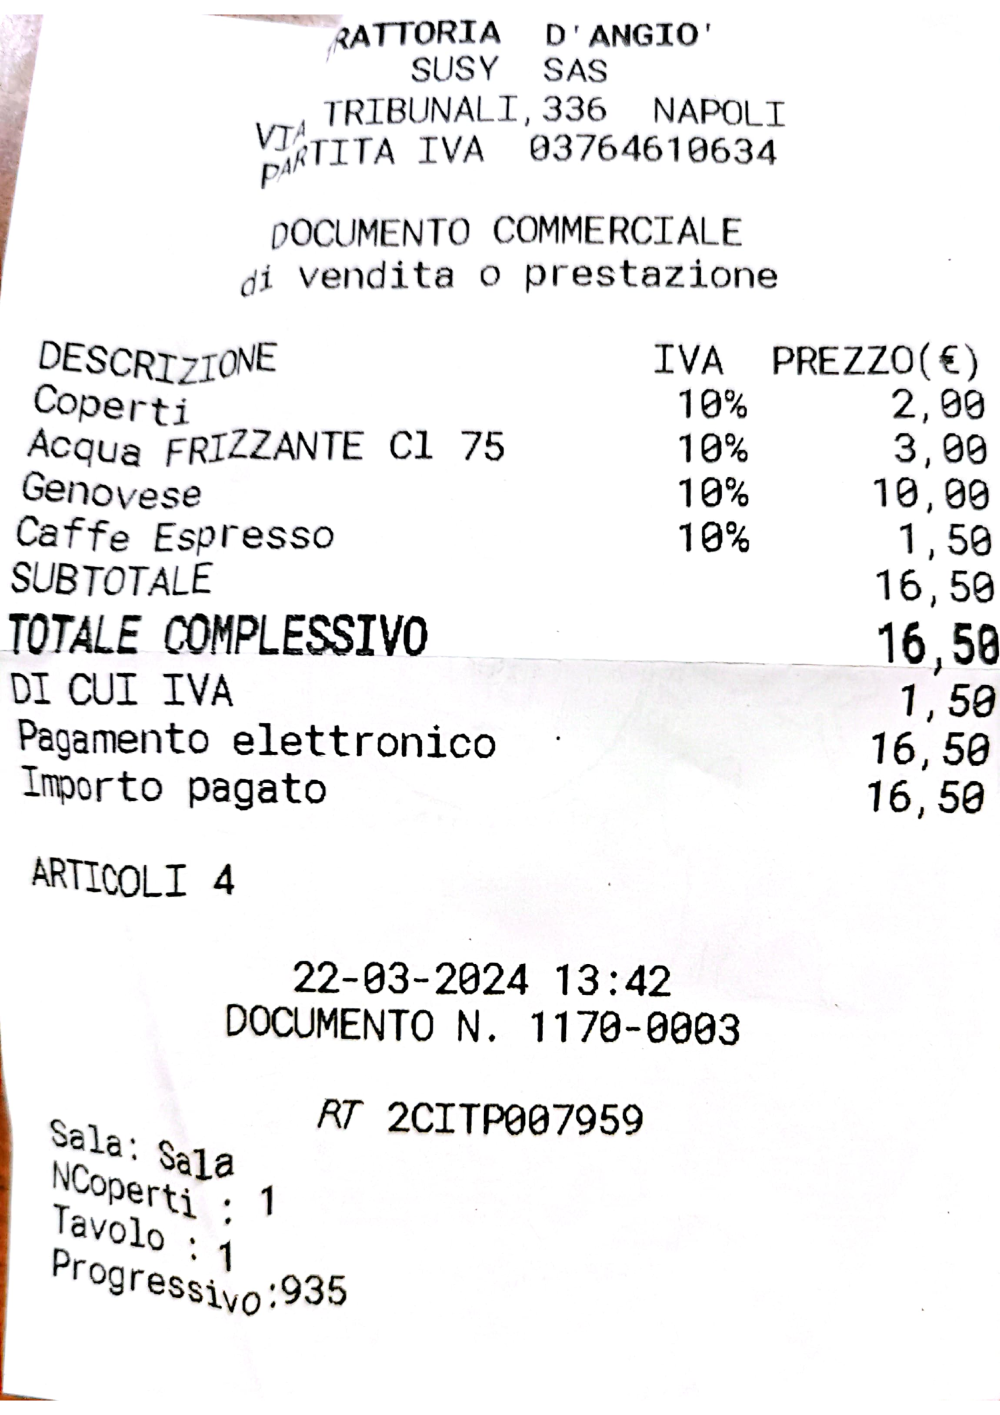 RATTORIA D'ANGIO'
SUSY SAS
VIA TRIBUNALI,336 NAPOLI
PARTITA IVA 03764610634
DOCUMENTO COMMERCIALE
di vendita o prestazione
DESCRIZIONE IVA PREZZO(€)
Coperti 10% 2,00
Acqua FRIZZANTE Cl 75 10% 3,00
Genovese 10% 10,00
Caffe Espresso 10% 1,50
SUBTOTALE 16,50
TOTALE COMPLESSIVO 16,50
DI CUI IVA 1,50
Pagamento elettronico 16,50
Importo pagato 16,50
ARTICOLI 4
22-03-2024 13:42
DOCUMENTO N. 1170-0003
RT 2CITP007959
Sala: Sala
NCoperti : 1
Tavolo : 1
Progressivo:935